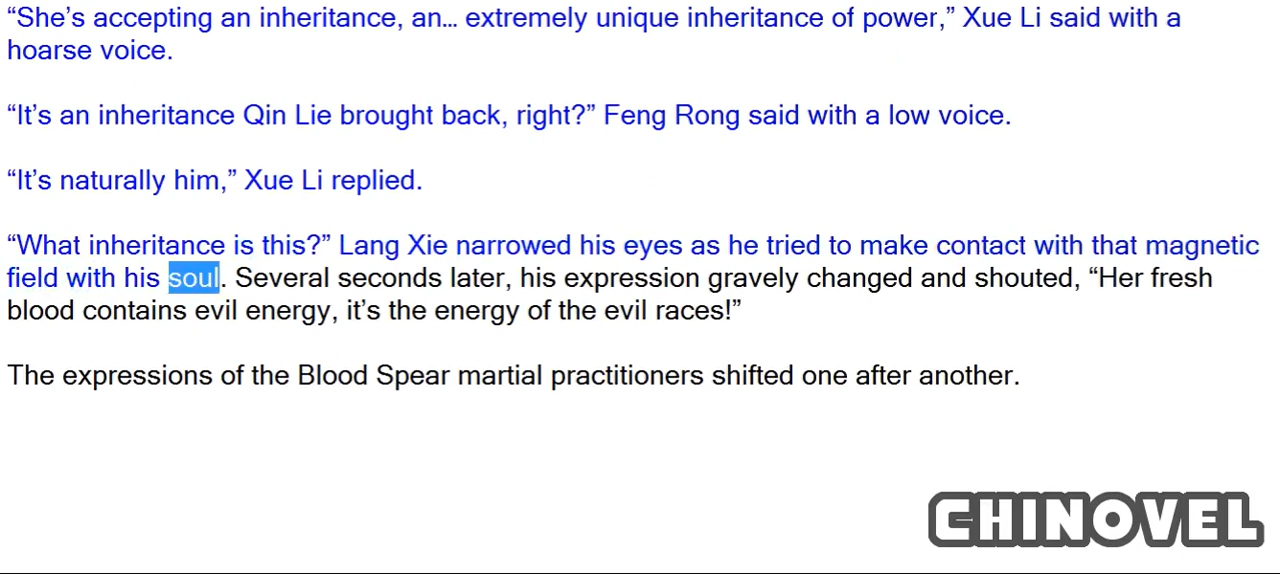 “She’s accepting an inheritance, an... extremely unique inheritance of power,” Xue Li said with a
hoarse voice.
“It’s an inheritance Qin Lie brought back, right?” Feng Rong said with a low voice.
“It’s naturally him,” Xue Li replied.
“What inheritance is this?” Lang Xie narrowed his eyes as he tried to make contact with that magnetic
field with his soul. Several seconds later, his expression gravely changed and shouted, “Her fresh
blood contains evil energy, it’s the energy of the evil races!”
The expressions of the Blood Spear martial practitioners shifted one after another.
CHINOVEL